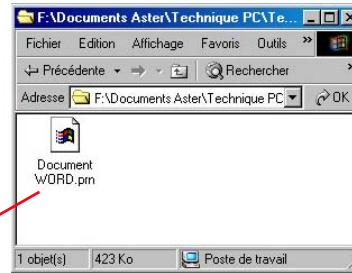 F:\Documents Aster\Technique PC\Te...
Fichier Edition Affichage Favoris Outils »
Précédente Rechercher »
Adresse F:\Documents Aster\Technique PC OK
Document
WORD.prn
1 objet(s) 423 Ko Poste de travail